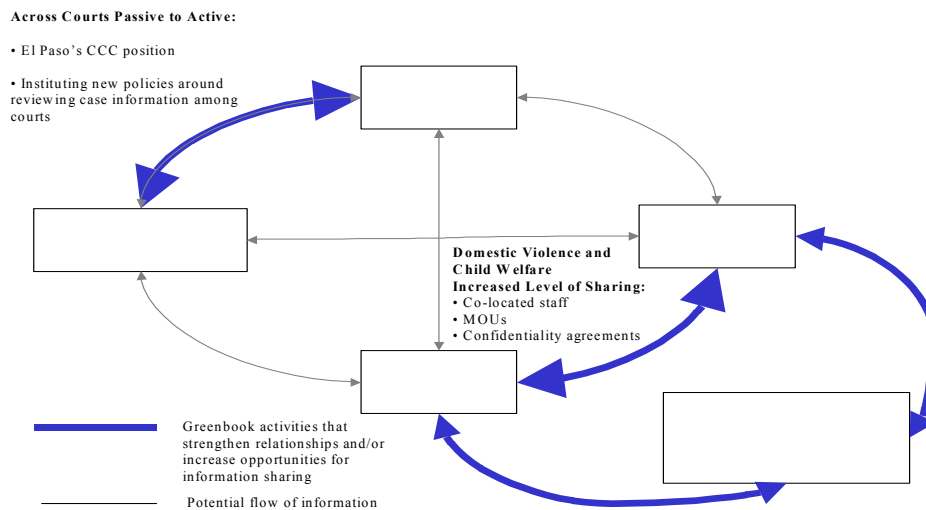 Across Courts Passive to Active:
• El Paso's CCC position
• Instituting new policies around
reviewing case information among
courts
Domestic Violence and
Child Welfare
Increased Level of Sharing:
• Co-located staff
• MOUs
• Confidentiality agreements
Greenbook activities that
strengthen relationships and/or
increase opportunities for
information sharing
Potential flow of information